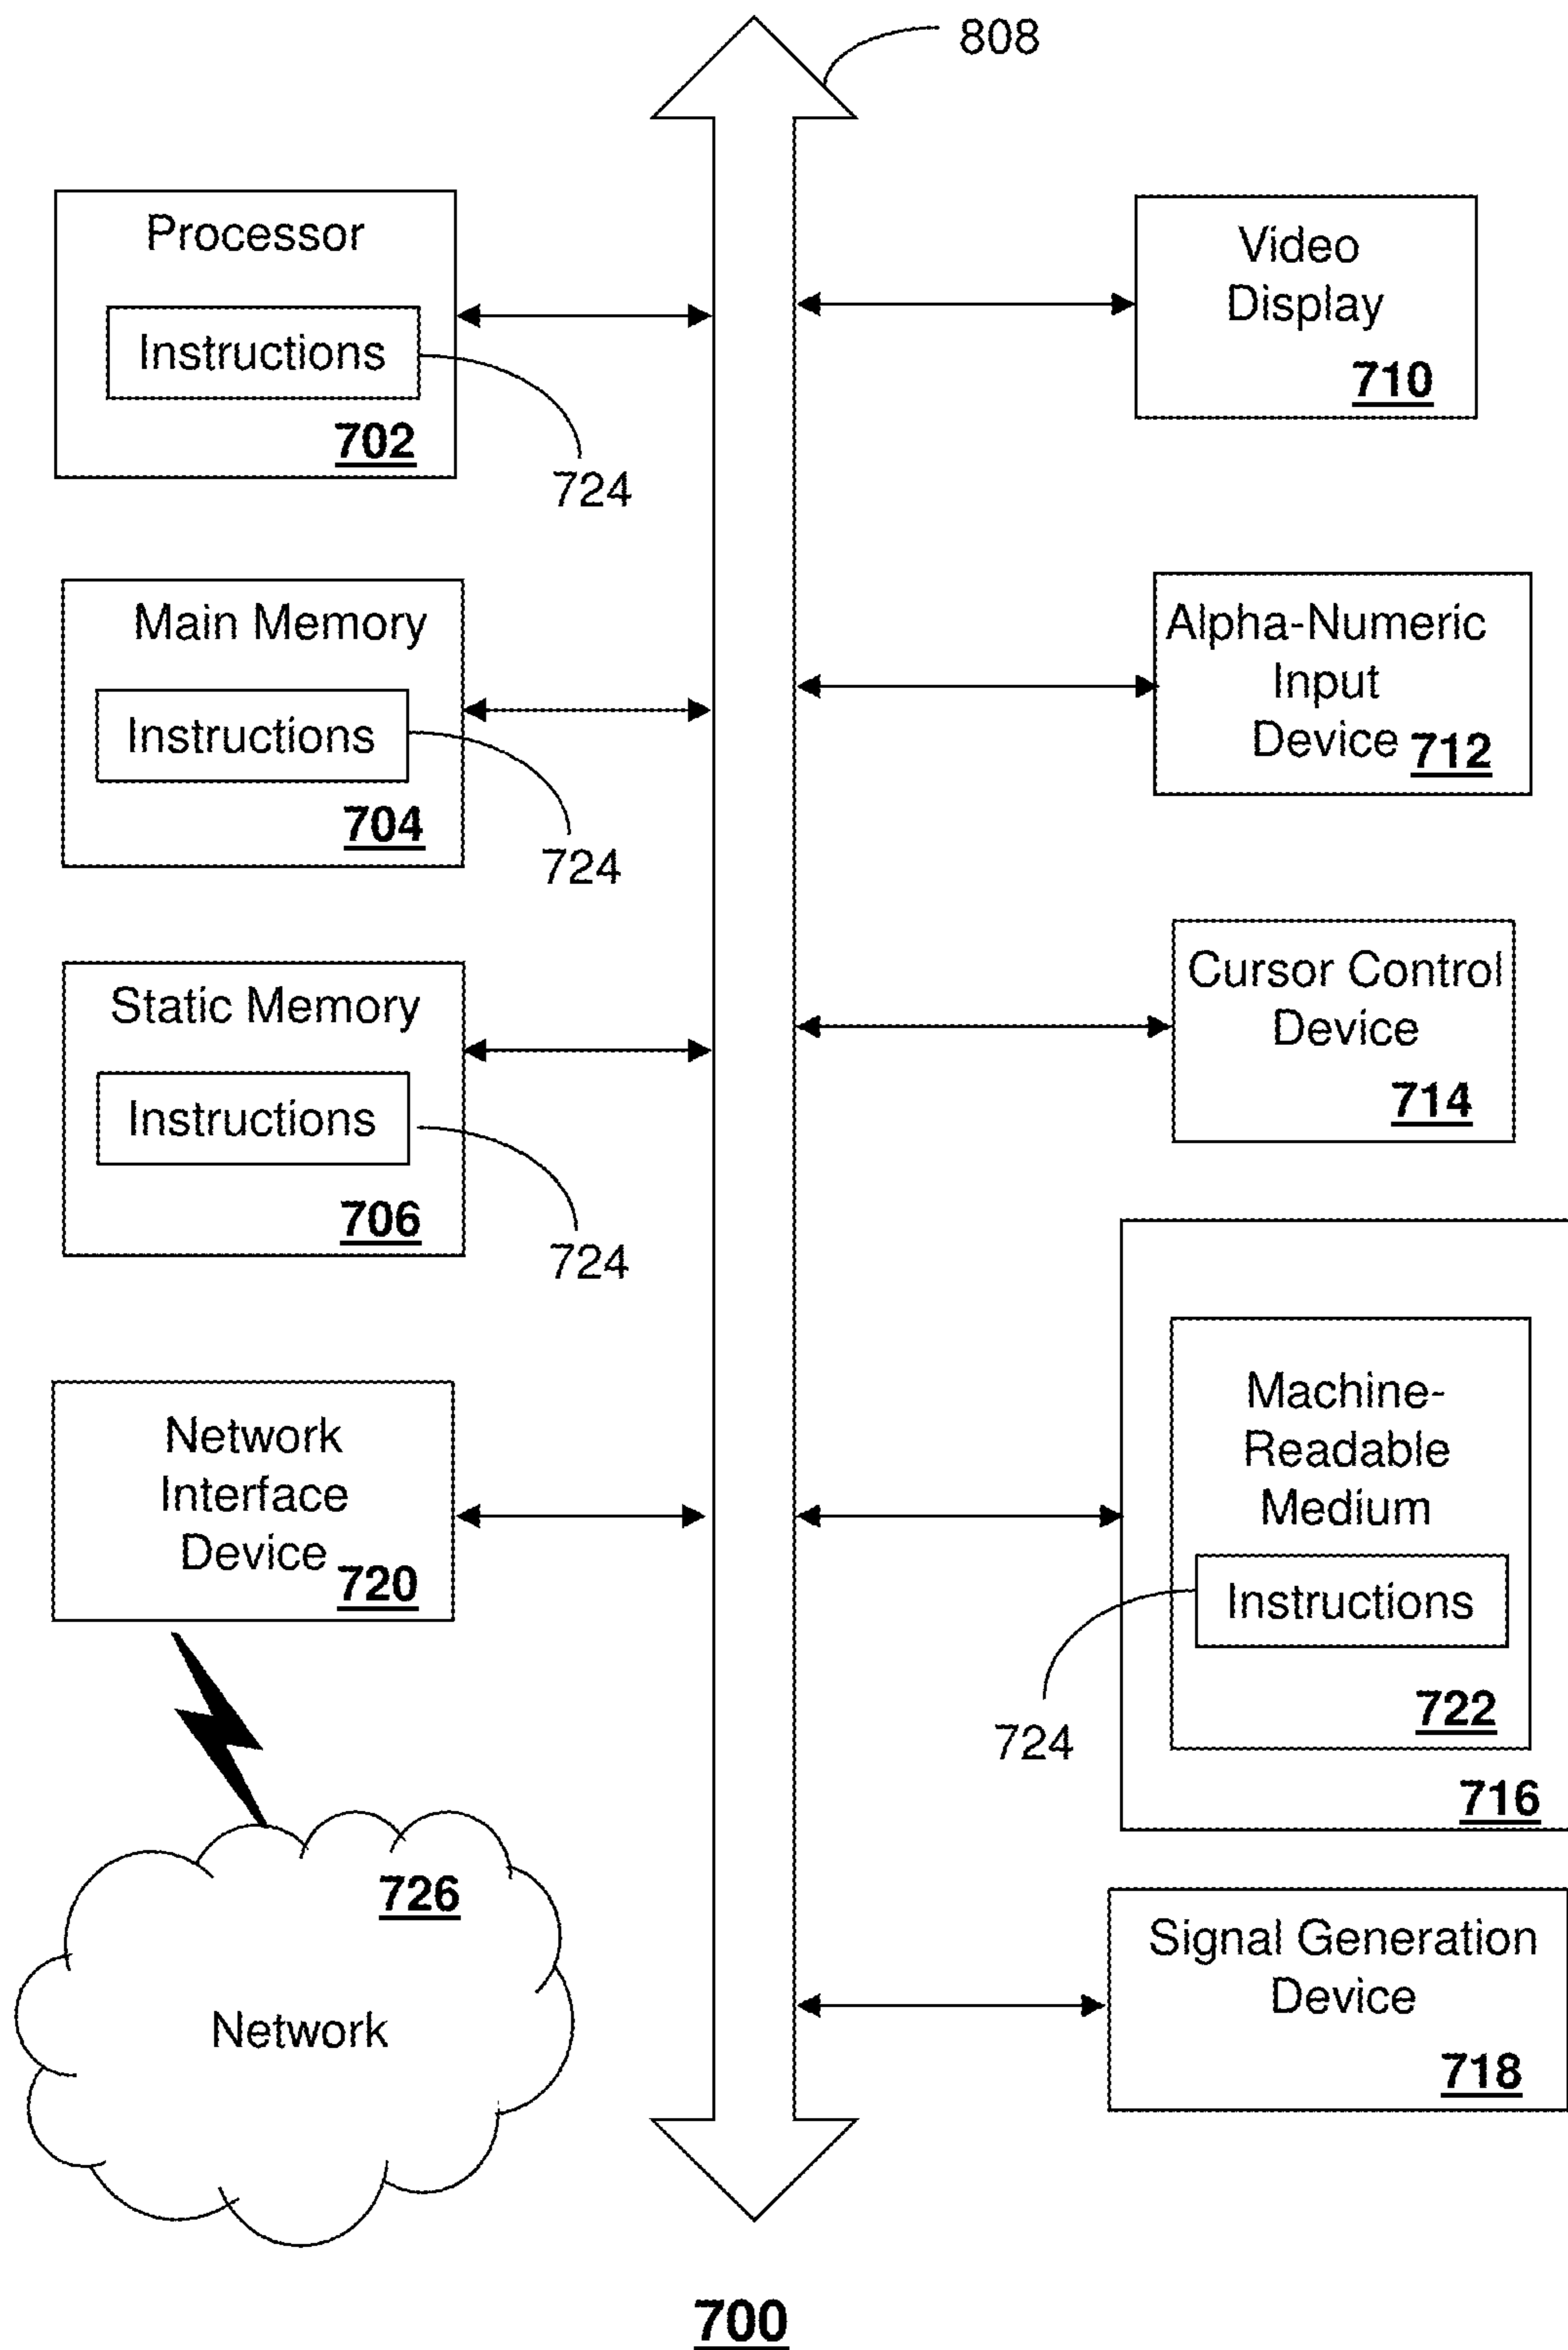 808
Processor
Instructions
702
724
Main Memory
Instructions
704
724
Static Memory
Instructions
706
724
Network
Interface
Device 720
726
Network
Video
Display
710
Alpha-Numeric
Input
Device 712
Cursor Control
Device
714
Machine-
Readable
Medium
Instructions
724
722
716
Signal Generation
Device
718
700